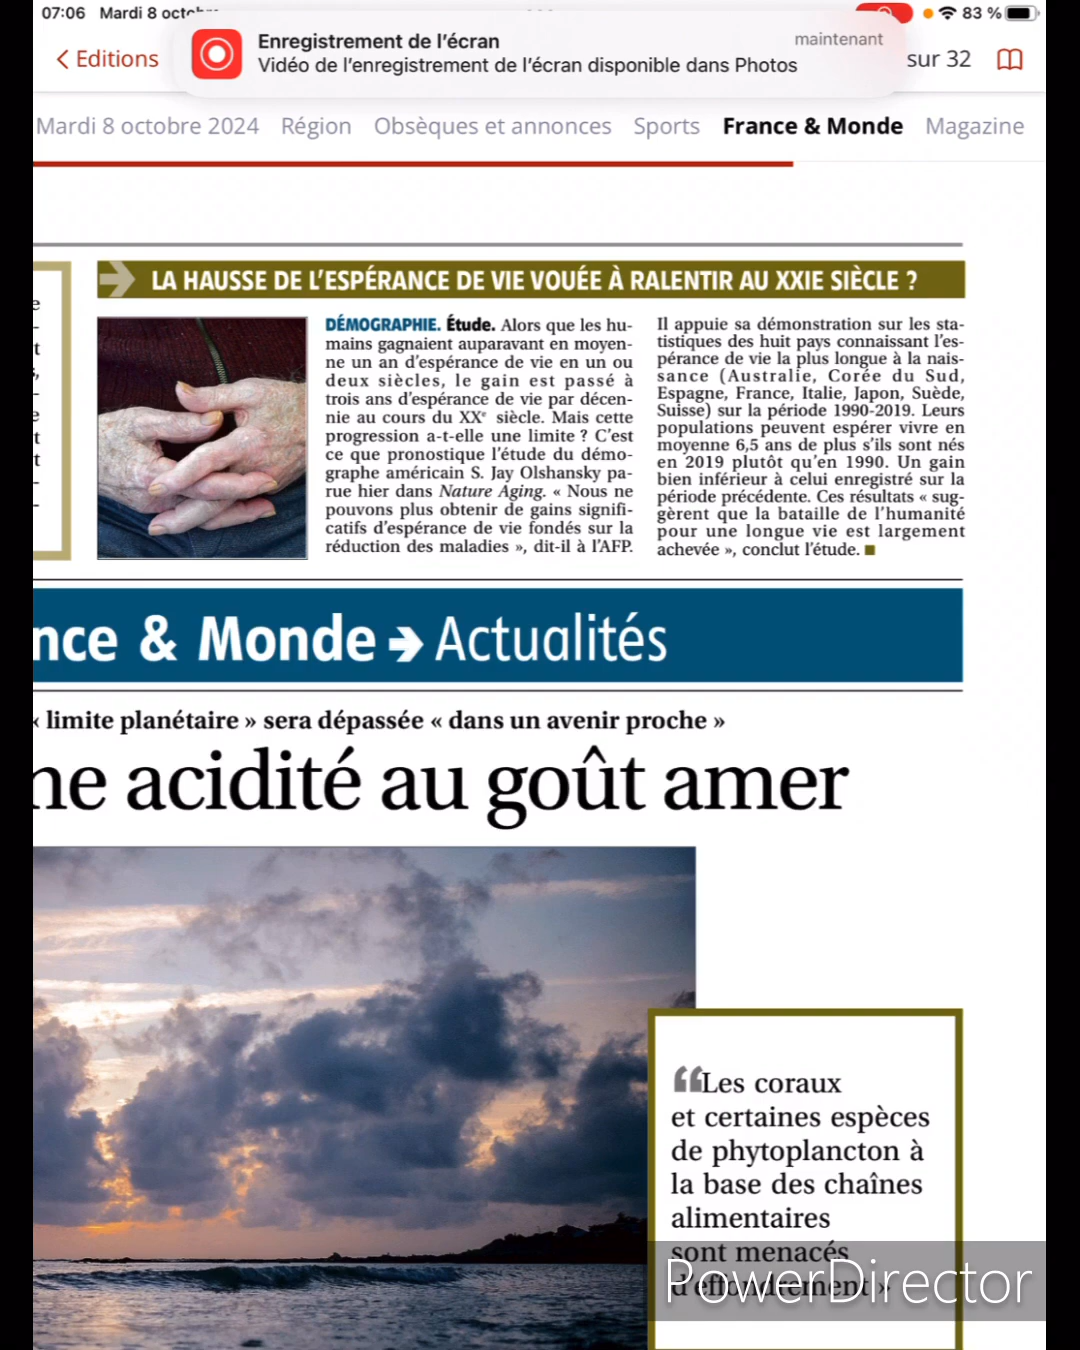 07:06 Mardi 8 octobre
83 %
Enregistrement de l'écran
maintenant
Vidéo de l'enregistrement de l'écran disponible dans Photos
Editions
sur 32
Mardi 8 octobre 2024 Région Obsèques et annonces Sports France & Monde Magazine
LA HAUSSE DE L'ESPÉRANCE DE VIE VOUÉE À RALENTIR AU XXIE SIÈCLE ?
e
-
t
s,
-
e
t
t
-
-
DÉMOGRAPHIE. Étude. Alors que les hu-
mains gagnaient auparavant en moyen-
ne un an d'espérance de vie en un ou
deux siècles, le gain est passé à
trois ans d'espérance de vie par décen-
nie au cours du XXe siècle. Mais cette
progression a-t-elle une limite ? C'est
ce que pronostique l'étude du démo-
graphe américain S. Jay Olshansky pa-
rue hier dans Nature Aging. « Nous ne
pouvons plus obtenir de gains signifi-
catifs d'espérance de vie fondés sur la
réduction des maladies », dit-il à l'AFP.
Il appuie sa démonstration sur les sta-
tistiques des huit pays connaissant l'es-
pérance de vie la plus longue à la nais-
sance (Australie, Corée du Sud,
Espagne, France, Italie, Japon, Suède,
Suisse) sur la période 1990-2019. Leurs
populations peuvent espérer vivre en
moyenne 6,5 ans de plus s'ils sont nés
en 2019 plutôt qu'en 1990. Un gain
bien inférieur à celui enregistré sur la
période précédente. Ces résultats « sug-
gèrent que la bataille de l'humanité
pour une longue vie est largement
achevée », conclut l'étude.
nce & Monde Actualités
« limite planétaire » sera dépassée « dans un avenir proche »
ne acidité au goût amer
“Les coraux
et certaines espèces
de phytoplancton à
la base des chaînes
alimentaires
sont menacés
d'effondrement »
PowerDirector